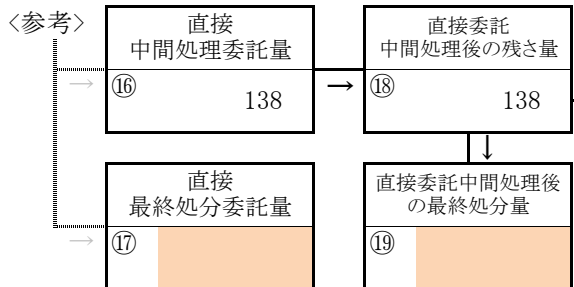 〈参考〉
直接
中間処理委託量
→
⑯
138
→
直接委託
中間処理後の残さ量
⑱
138
↓
直接
最終処分委託量
→
⑰
直接委託中間処理後
の最終処分量
⑲